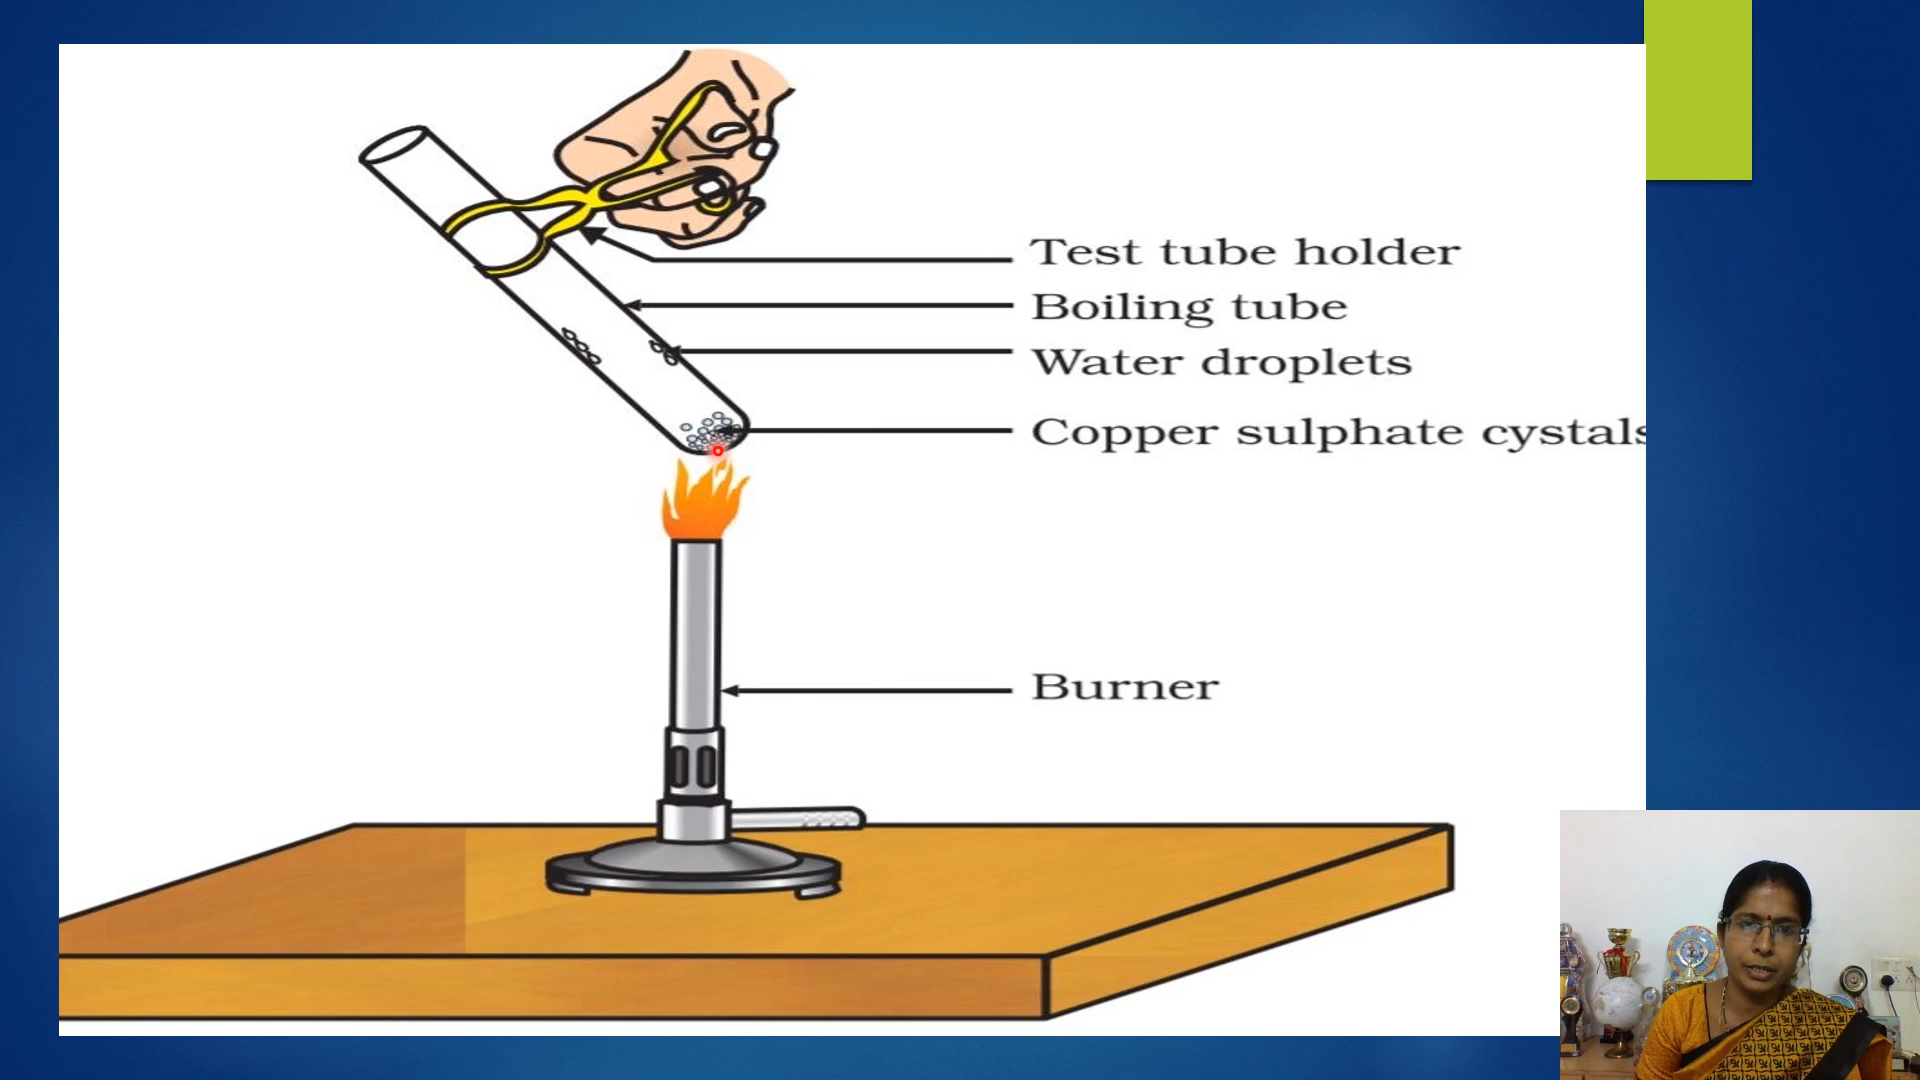 Test tube holder
Boiling tube
Water droplets
Copper sulphate cystals
Burner